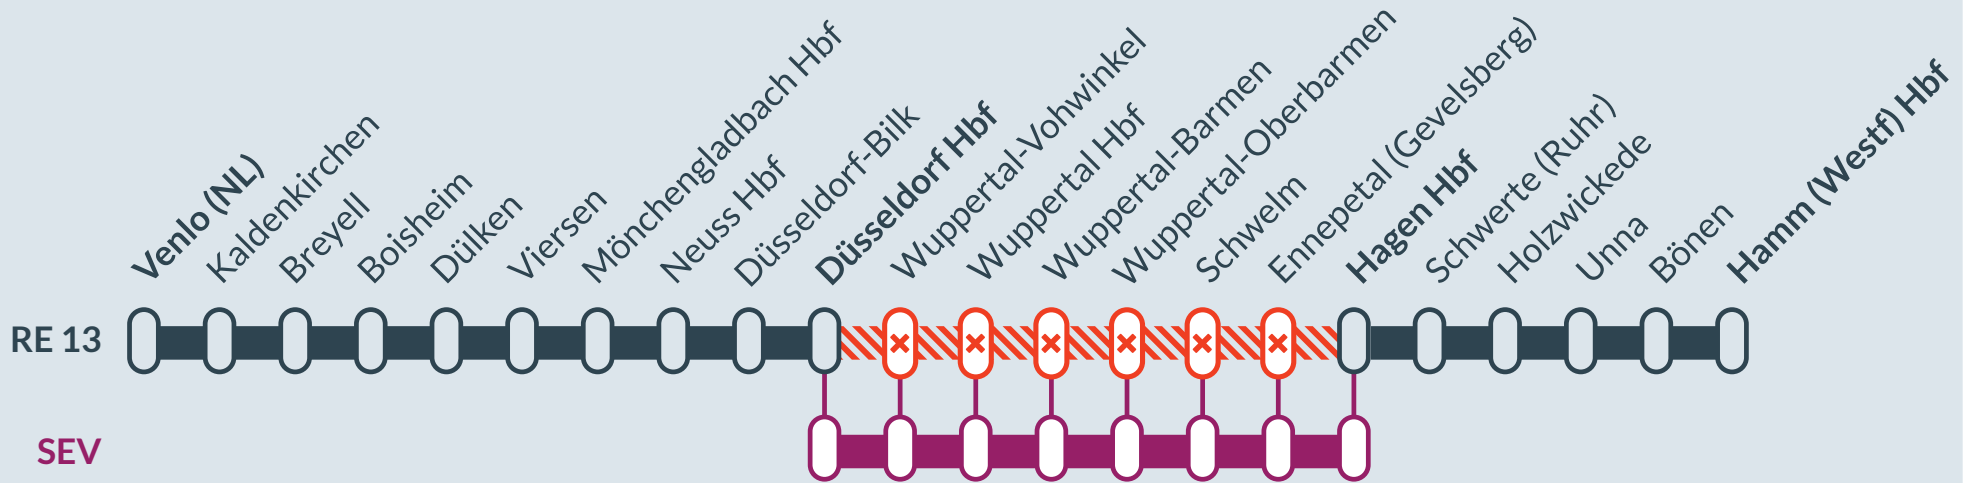 Venlo (NL)
Kaldenkirchen
Breyell
Boisheim
Dülken
Viersen
Mönchengladbach Hbf
Neuss Hbf
Düsseldorf-Bilk
Düsseldorf Hbf
Wuppertal-Vohwinkel
Wuppertal Hbf
Wuppertal-Barmen
Wuppertal-Oberbarmen
Schwelm
Ennepetal (Gevelsberg)
Hagen Hbf
Schwerte (Ruhr)
Holzwickede
Unna
Bönen
Hamm (Westf) Hbf
RE 13
SEV